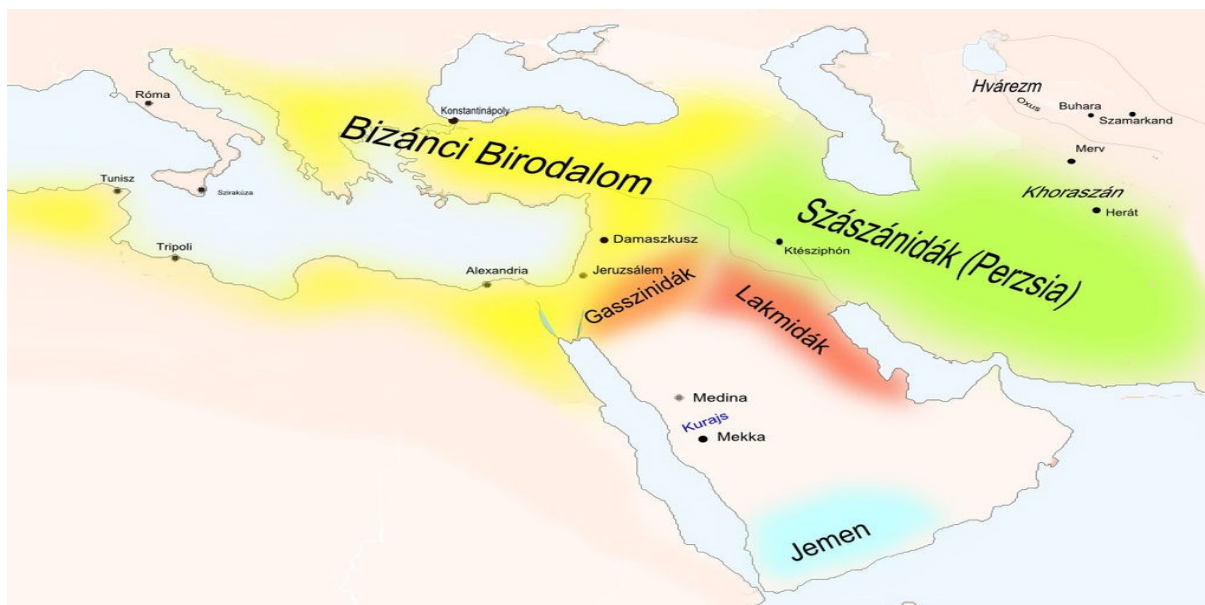 Róma
Konstantinápoly
Bizánci Birodalom
Hvárezm
Oxus
Buhara
Szamarkand
Merv
Khoraszán
Herát
Tunisz
Szirakúza
Tripoli
Alexandria
Damaszkusz
Jeruzsálem
Ktésziphón
Szászánidák (Perzsia)
Gasszinidák
Lakmidák
Medina
Kurajs
Mekka
Jemen